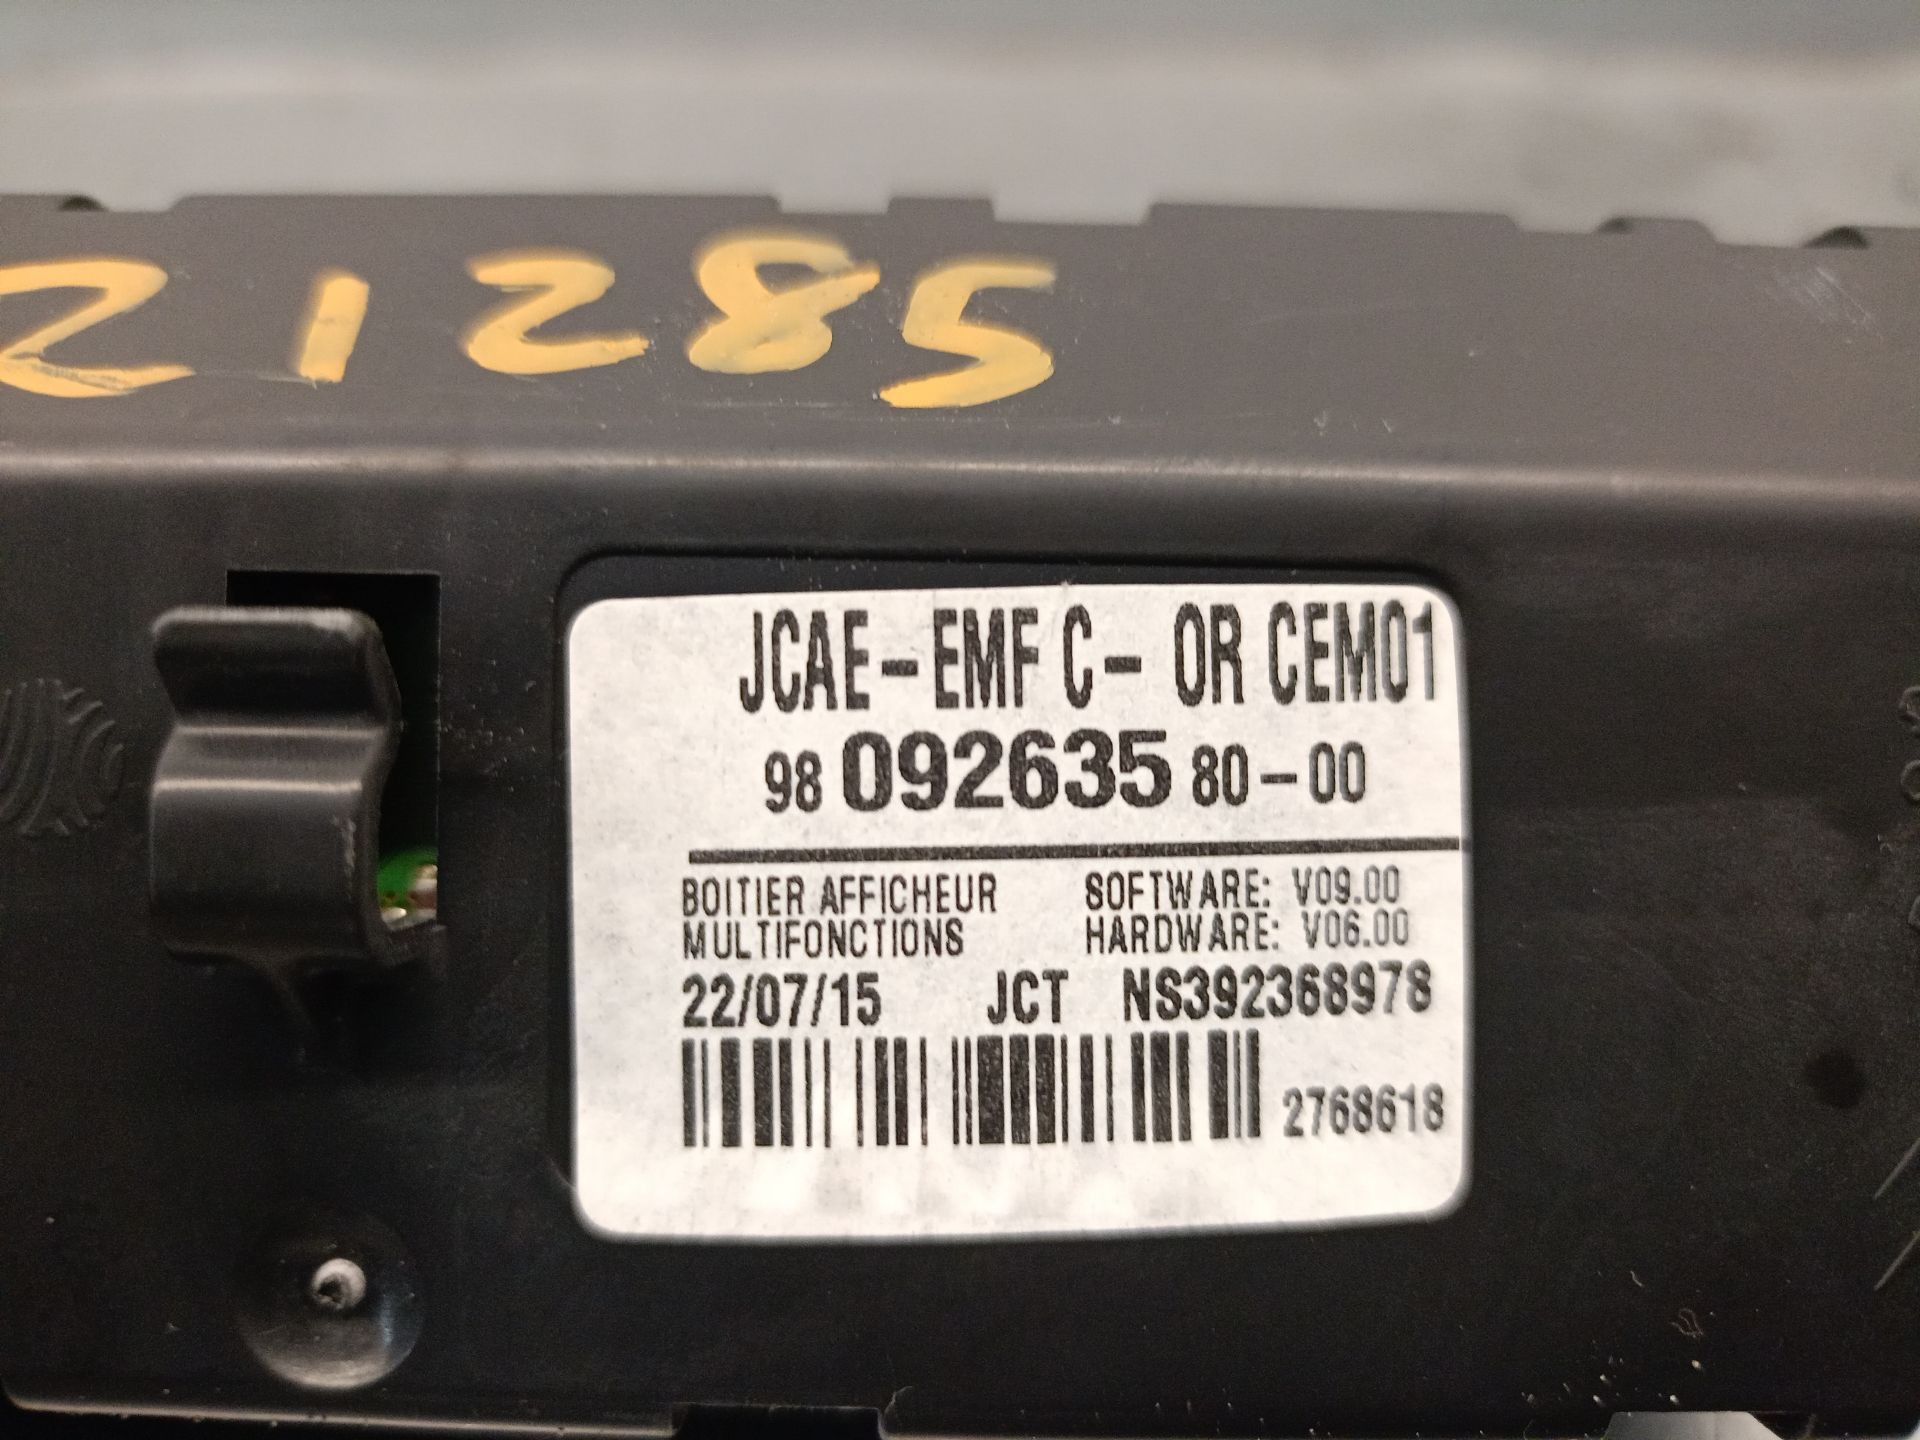 21285
JCAE-EMF C- OR CEM01
98 092635 80-00
BOITIER AFFICHEUR SOFTWARE: V09.00
MULTIFONCTIONS HARDWARE: V06.00
22/07/15 JCT NS392368978
2768618